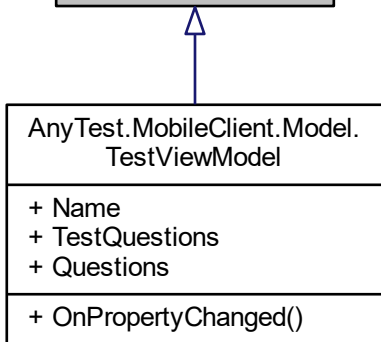 AnyTest.MobileClient.Model.
TestViewModel
+ Name
+ TestQuestions
+ Questions
+ OnPropertyChanged()